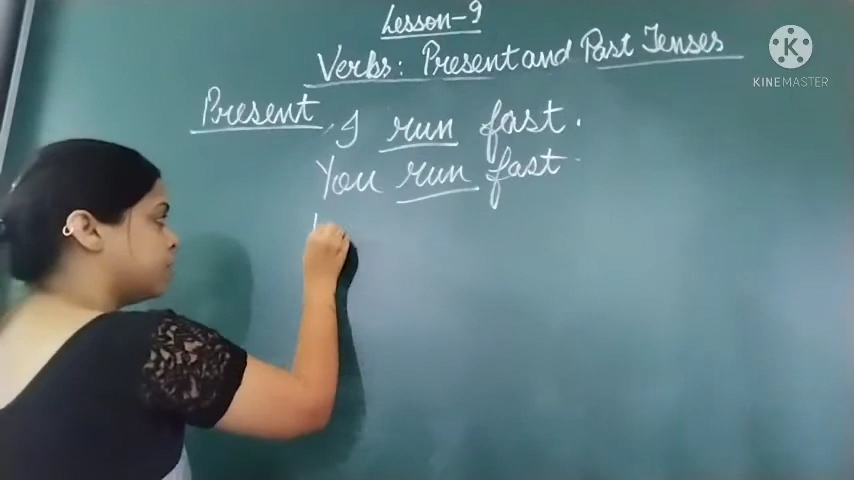 Lesson-9
Verbs: Present and Past Tenses
K
KINEMASTER
Present, I run fast.
You run fast.